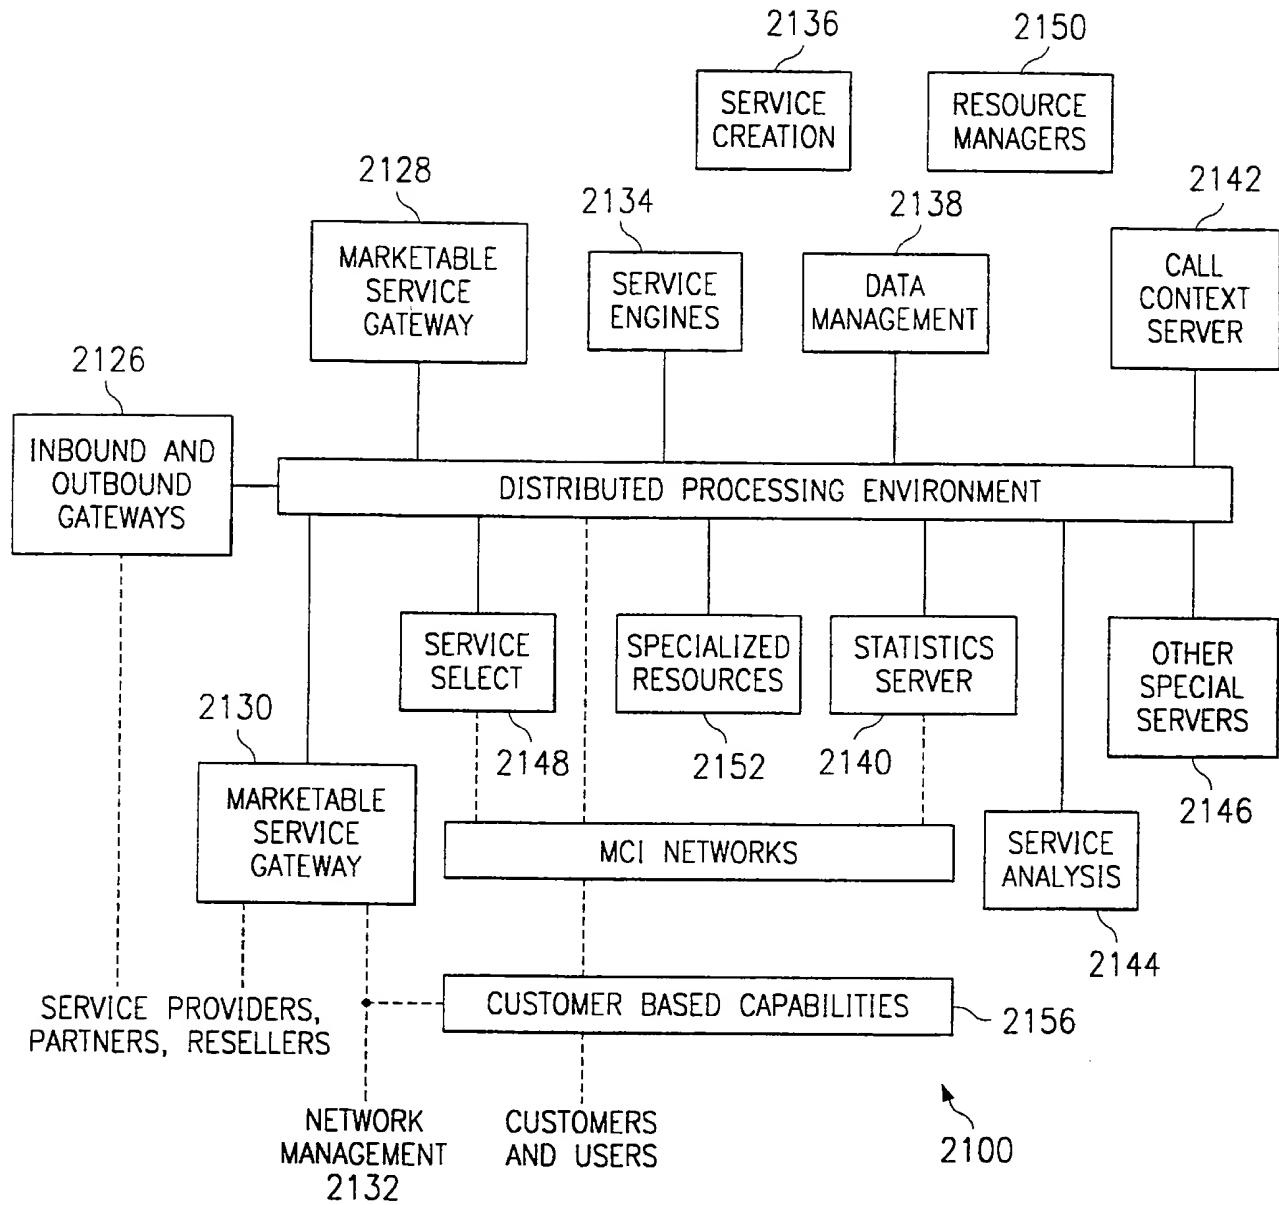 2136
2150
SERVICE
CREATION
RESOURCE
MANAGERS
2128
2134
2138
2142
MARKETABLE
SERVICE
GATEWAY
SERVICE
ENGINES
DATA
MANAGEMENT
CALL
CONTEXT
SERVER
2126
INBOUND AND
OUTBOUND
GATEWAYS
DISTRIBUTED PROCESSING ENVIRONMENT
SERVICE
SELECT
SPECIALIZED
RESOURCES
STATISTICS
SERVER
OTHER
SPECIAL
SERVERS
2130
2148
2152
2140
2146
MARKETABLE
SERVICE
GATEWAY
MCI NETWORKS
SERVICE
ANALYSIS
2144
SERVICE PROVIDERS,
PARTNERS, RESELLERS
CUSTOMER BASED CAPABILITIES
2156
NETWORK
MANAGEMENT
2132
CUSTOMERS
AND USERS
2100